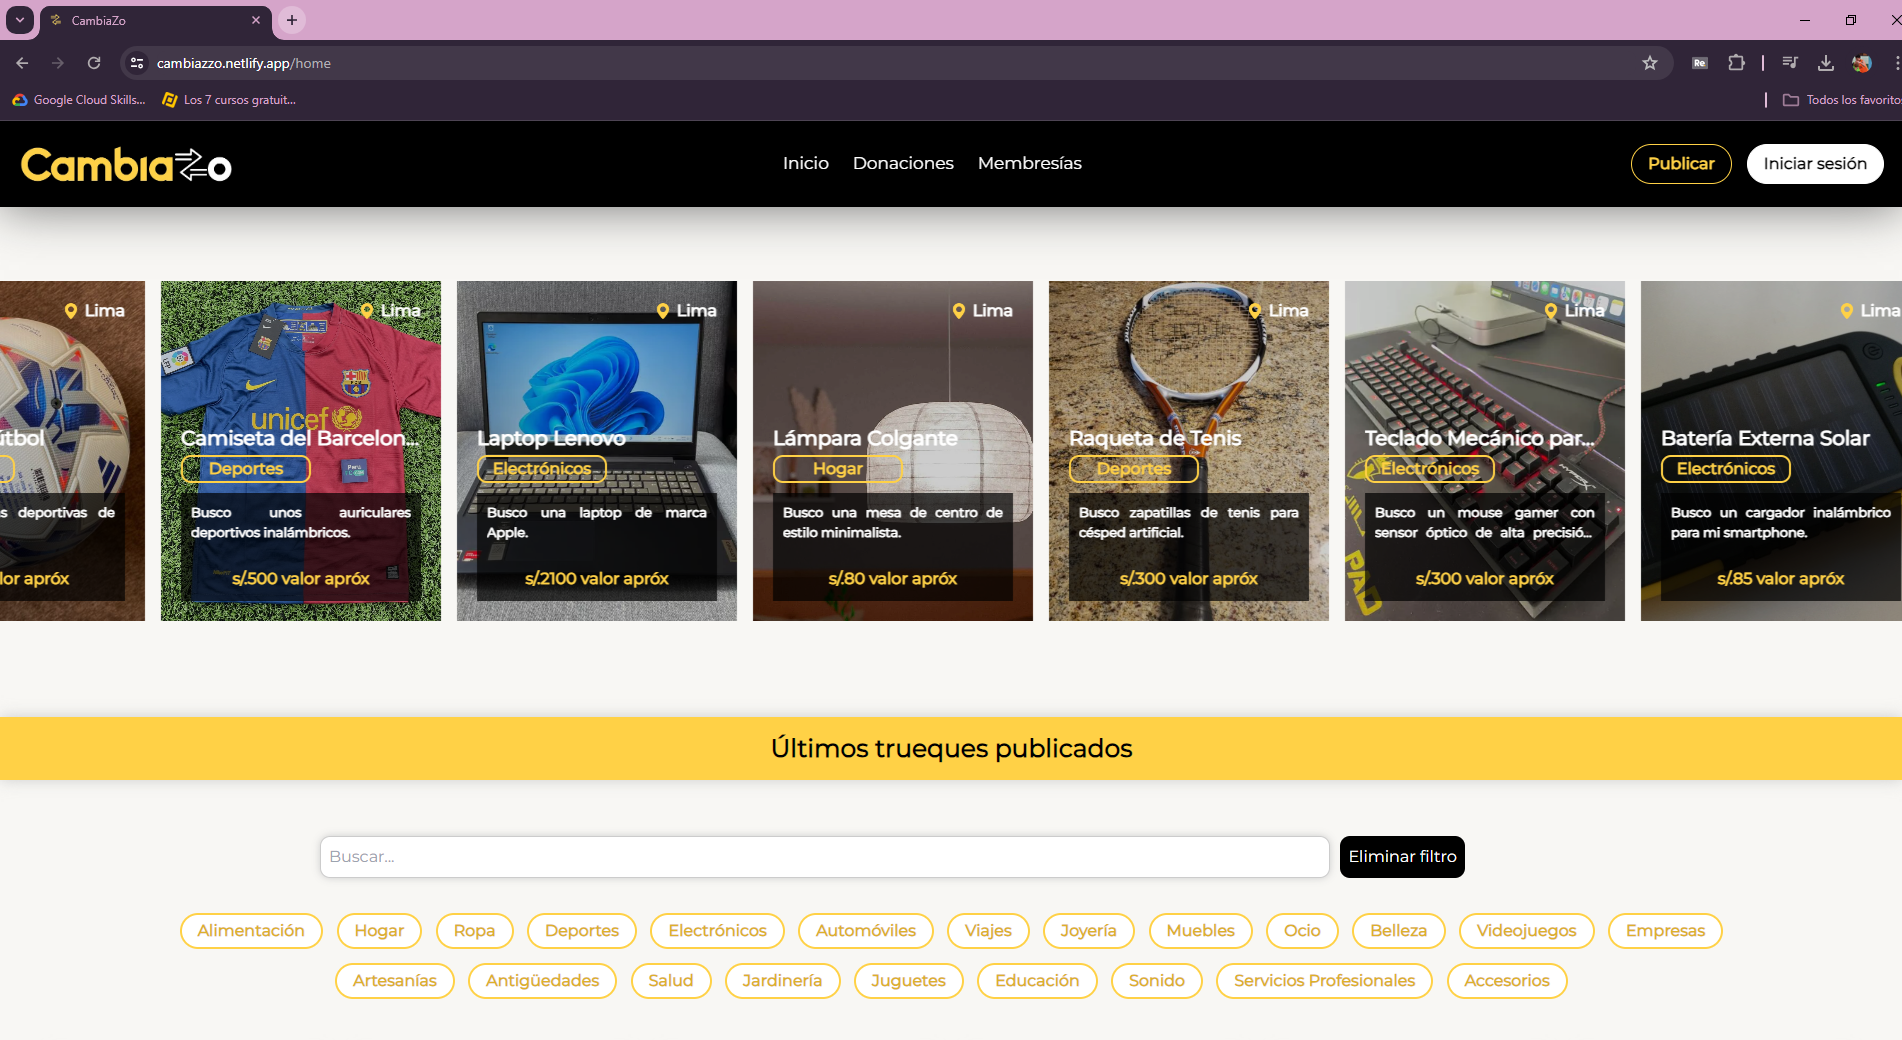 CambiaZo
cambiazzo.netlify.app/home
Google Cloud Skills...
Los 7 cursos gratuit...
Todos los favorito
CambiaZo
Inicio
Donaciones
Membresías
Publicar
Iniciar sesión
Lima
s deportivas de
lor apróx
Lima
unicef
Camiseta del Barcelon...
Deportes
Busco unos auriculares
deportivos inalámbricos.
s/.500 valor apróx
Lima
Laptop Lenovo
Electrónicos
Busco una laptop de marca
Apple.
s/.2100 valor apróx
Lima
Lámpara Colgante
Hogar
Busco una mesa de centro de
estilo minimalista.
s/.80 valor apróx
Lima
Raqueta de Tenis
Deportes
Busco zapatillas de tenis para
césped artificial.
s/.300 valor apróx
Lima
Teclado Mecánico par...
Electrónicos
HYPERX
Busco un mouse gamer con
sensor óptico de alta precisió...
s/.300 valor apróx
Lima
Batería Externa Solar
Electrónicos
Busco un cargador inalámbrico
para mi smartphone.
s/.85 valor apróx
Últimos trueques publicados
Buscar...
Eliminar filtro
Alimentación
Hogar
Ropa
Deportes
Electrónicos
Automóviles
Viajes
Joyería
Muebles
Ocio
Belleza
Videojuegos
Empresas
Artesanías
Antigüedades
Salud
Jardinería
Juguetes
Educación
Sonido
Servicios Profesionales
Accesorios